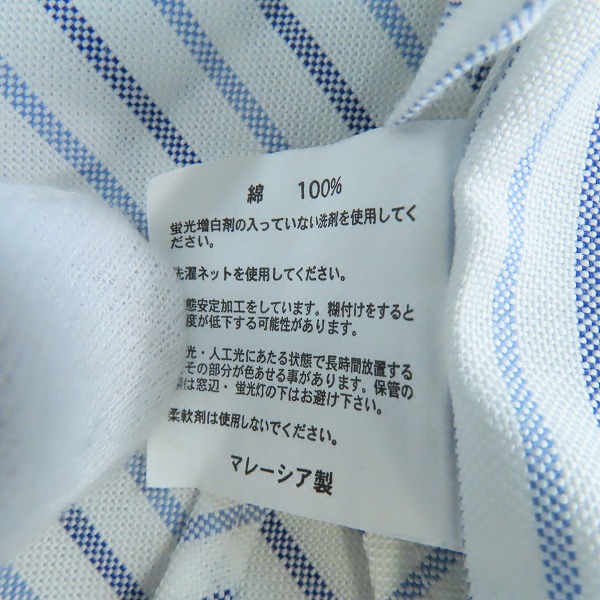 綿 100%
蛍光増白剤の入っていない洗剤を使用してく
ださい。
洗濯ネットを使用してください。
態安定加工をしています。糊付けをすると
度が低下する可能性があります。
光・人工光にあたる状態で長時間放置する
その部分が色あせる事があります。保管の
は窓辺・蛍光灯の下はお避け下さい。
柔軟剤は使用しないでください。
マレーシア製